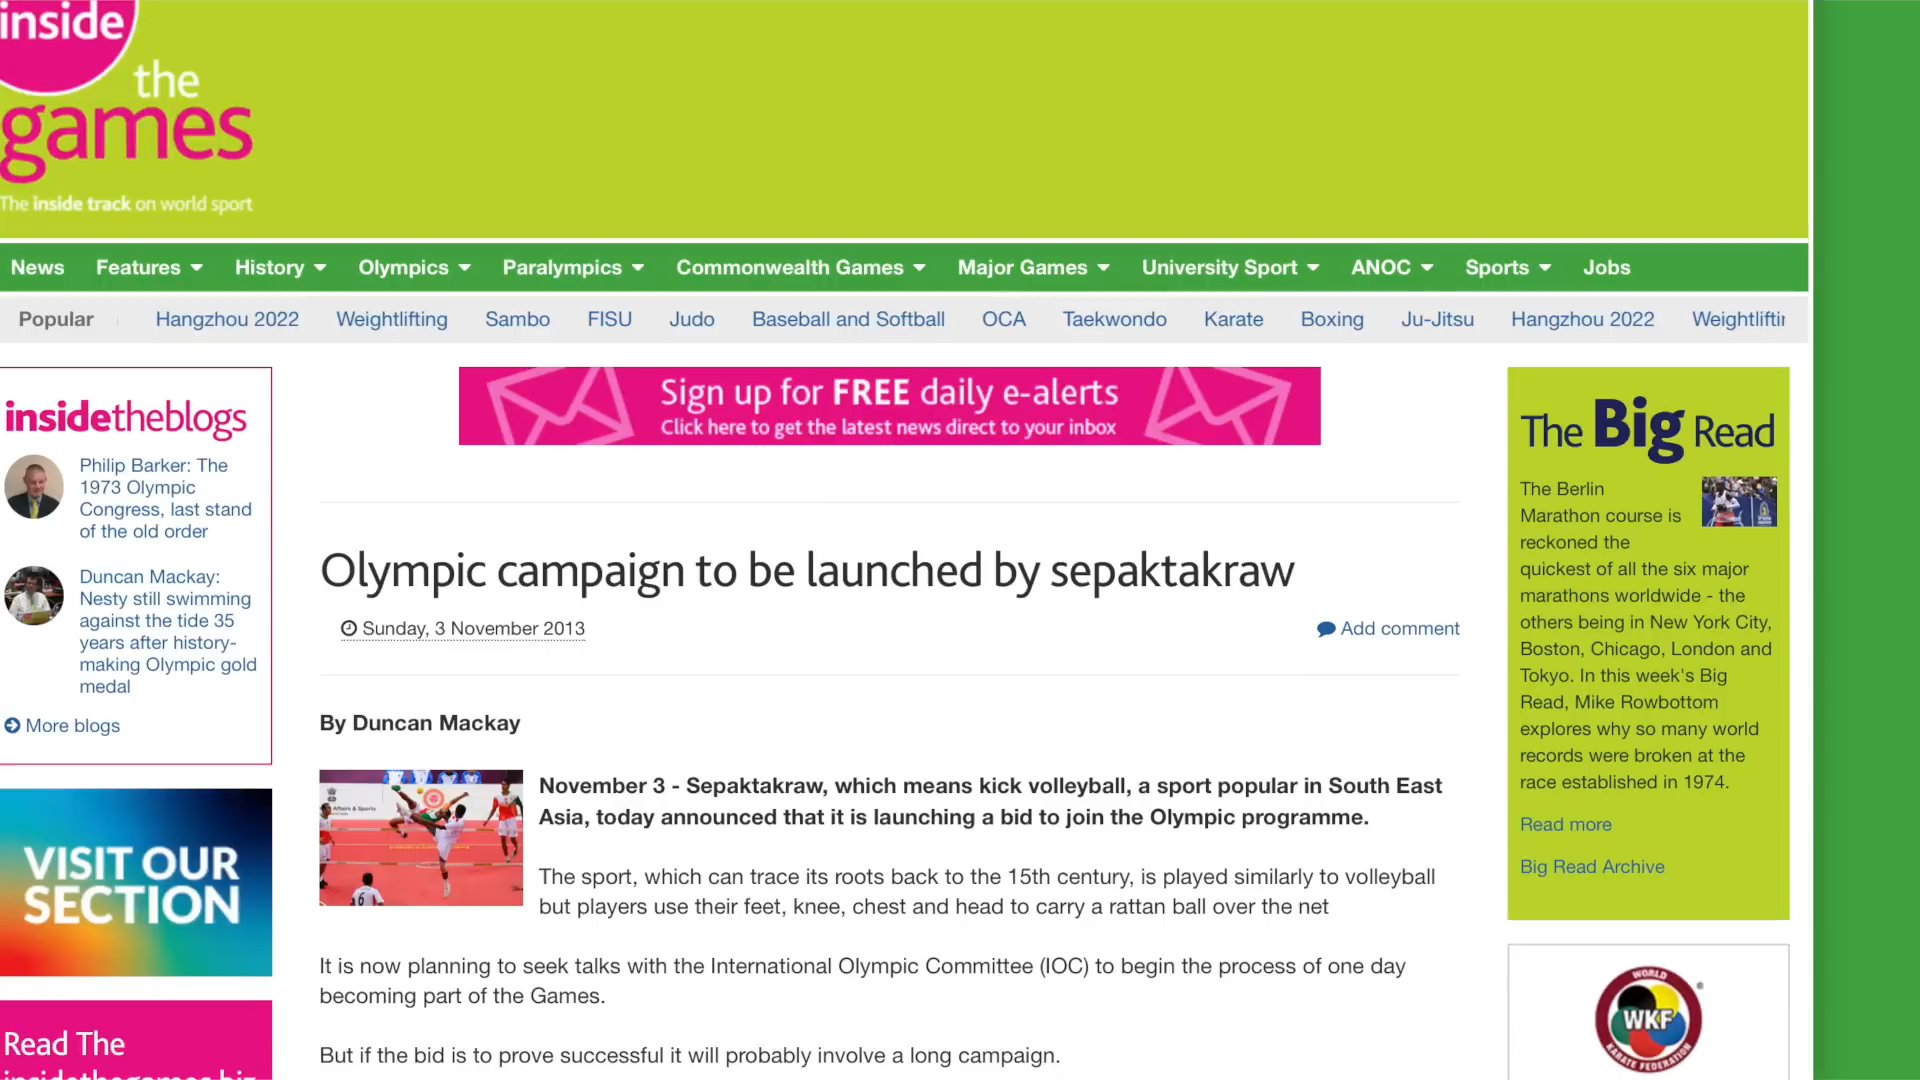 inside
the
games
The inside track on world sport
News Features History Olympics Paralympics Commonwealth Games Major Games University Sport ANOC Sports Jobs
Popular Hangzhou 2022 Weightlifting Sambo FISU Judo Baseball and Softball OCA Taekwondo Karate Boxing Ju-Jitsu Hangzhou 2022
insidetheblogs
Philip Barker: The
1973 Olympic
Congress, last stand
of the old order
Duncan Mackay:
Nesty still swimming
against the tide 35
years after history-
making Olympic gold
medal
More blogs
VISIT OUR
SECTION
Read The
insidethegames.biz
Sign up for FREE daily e-alerts
Click here to get the latest news direct to your inbox
Olympic campaign to be launched by sepaktakraw
Sunday, 3 November 2013
Add comment
By Duncan Mackay
November 3 - Sepaktakraw, which means kick volleyball, a sport popular in South East
Asia, today announced that it is launching a bid to join the Olympic programme.
The sport, which can trace its roots back to the 15th century, is played similarly to volleyball
but players use their feet, knee, chest and head to carry a rattan ball over the net
It is now planning to seek talks with the International Olympic Committee (IOC) to begin the process of one day
becoming part of the Games.
But if the bid is to prove successful it will probably involve a long campaign.
The Big Read
The Berlin
Marathon course is
reckoned the
quickest of all the six major
marathons worldwide - the
others being in New York City,
Boston, Chicago, London and
Tokyo. In this week's Big
Read, Mike Rowbottom
explores why so many world
records were broken at the
race established in 1974.
Read more
Big Read Archive
WORLD
WKF
KARATE FEDERATION